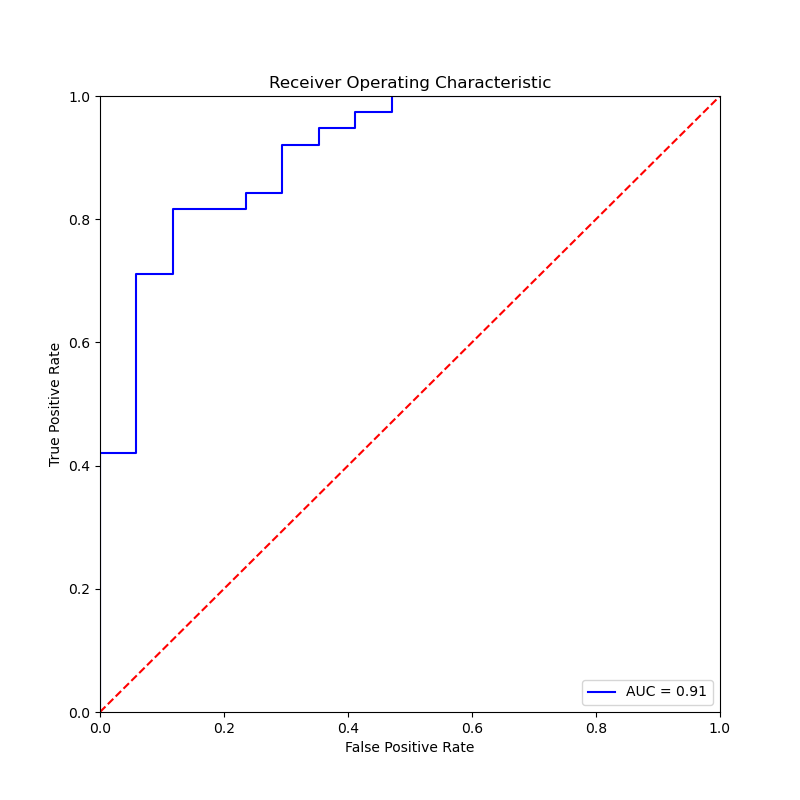 Receiver Operating Characteristic
True Positive Rate
1.0
0.8
0.6
0.4
0.2
0.0
AUC = 0.91
0.0 0.2 0.4 0.6 0.8 1.0
False Positive Rate